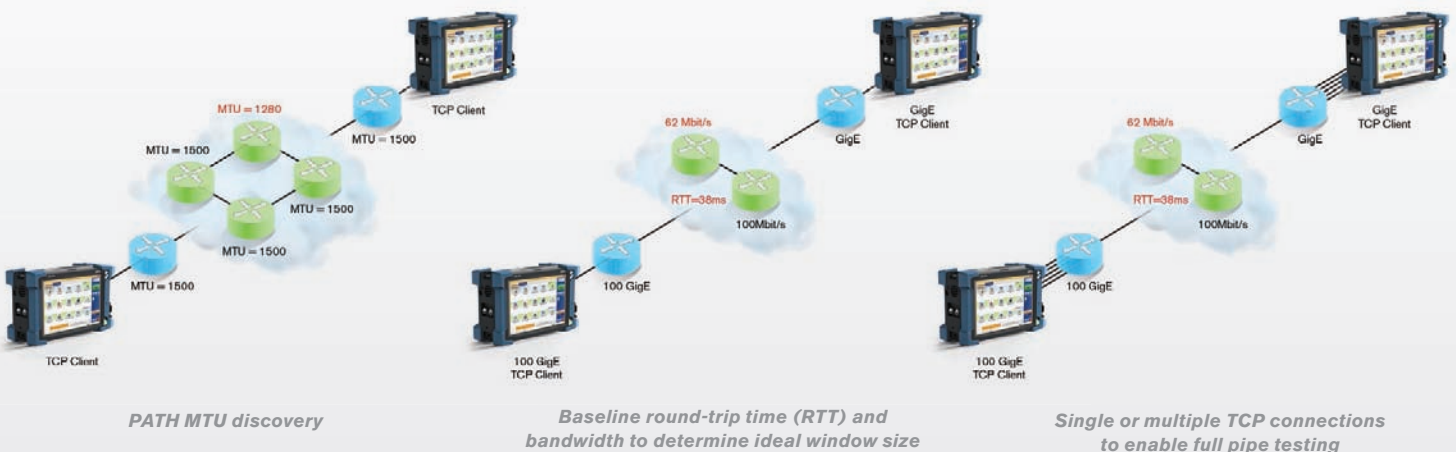 TCP Client
MTU = 1280
MTU = 1500
MTU = 1500
MTU = 1500
MTU = 1500
MTU = 1500
TCP Client
PATH MTU discovery
GigE
TCP Client
GigE
62 Mbit/s
RTT=38ms
100Mbit/s
100 GigE
100 GigE
TCP Client
Baseline round-trip time (RTT) and
bandwidth to determine ideal window size
GigE
TCP Client
GigE
62 Mbit/s
RTT=38ms
100Mbit/s
100 GigE
100 GigE
TCP Client
Single or multiple TCP connections
to enable full pipe testing